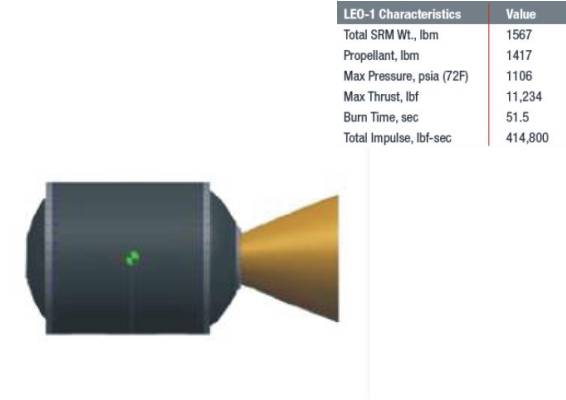 LEO-1 Characteristics Value
Total SRM Wt., lbm 1567
Propellant, lbm 1417
Max Pressure, psia (72F) 1106
Max Thrust, lbf 11,234
Burn Time, sec 51.5
Total Impulse, lbf-sec 414,800